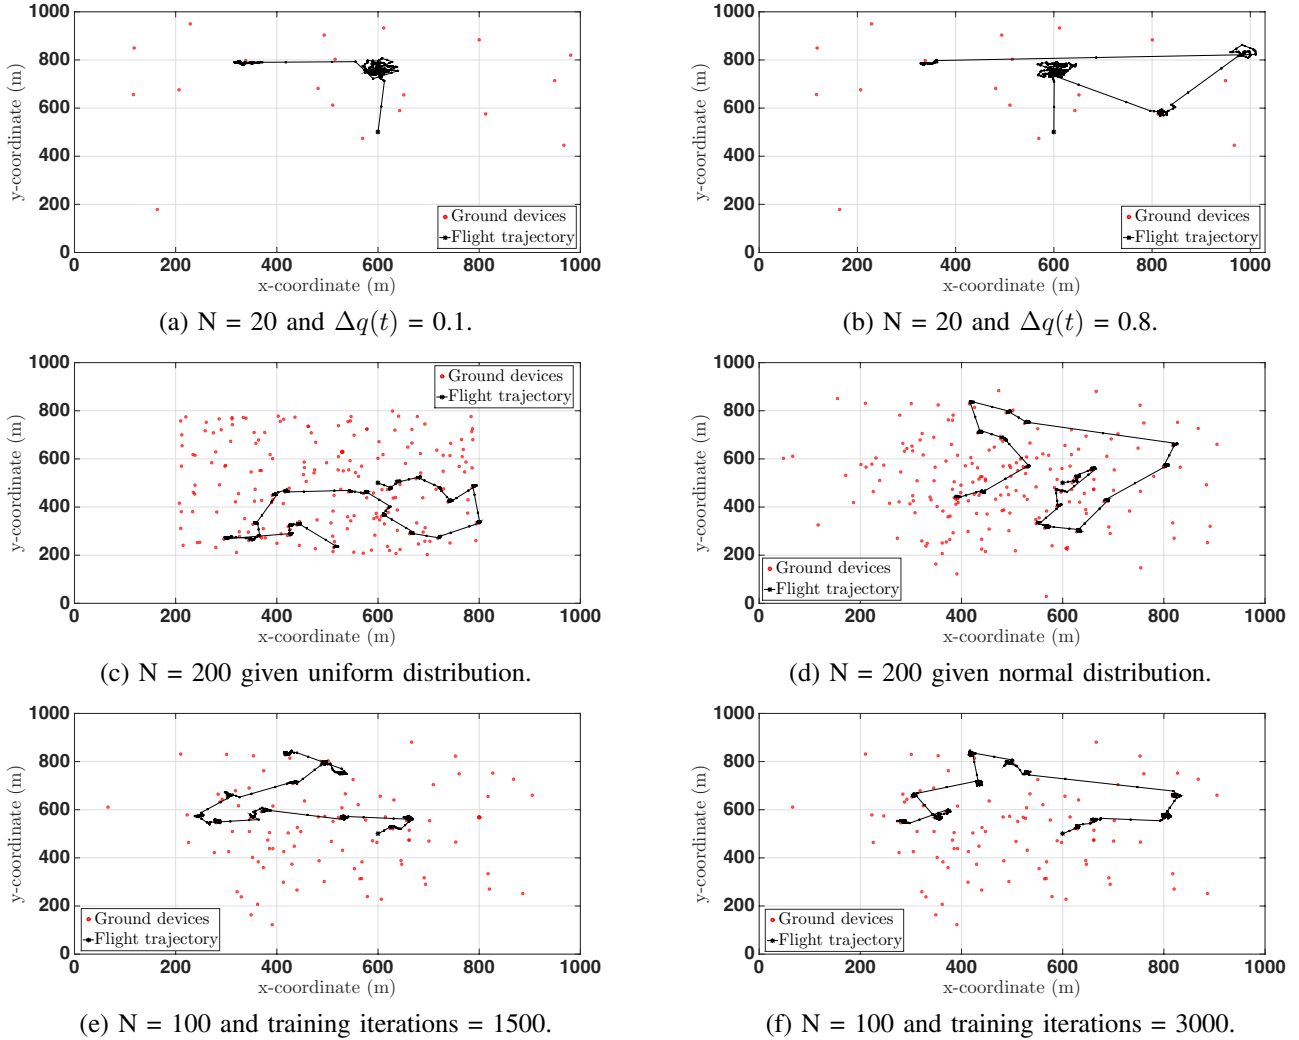 1000
800
600
400
200
0
y-coordinate (m)
Ground devices
Flight trajectory
0 200 400 600 800 1000
x-coordinate (m)
(a) N = 20 and Δq(t) = 0.1.
1000
800
600
400
200
0
y-coordinate (m)
Ground devices
Flight trajectory
0 200 400 600 800 1000
x-coordinate (m)
(b) N = 20 and Δq(t) = 0.8.
1000
800
600
400
200
0
y-coordinate (m)
Ground devices
Flight trajectory
0 200 400 600 800 1000
x-coordinate (m)
(c) N = 200 given uniform distribution.
1000
800
600
400
200
0
y-coordinate (m)
Ground devices
Flight trajectory
0 200 400 600 800 1000
x-coordinate (m)
(d) N = 200 given normal distribution.
1000
800
600
400
200
0
y-coordinate (m)
Ground devices
Flight trajectory
0 200 400 600 800 1000
x-coordinate (m)
(e) N = 100 and training iterations = 1500.
1000
800
600
400
200
0
y-coordinate (m)
Ground devices
Flight trajectory
0 200 400 600 800 1000
x-coordinate (m)
(f) N = 100 and training iterations = 3000.